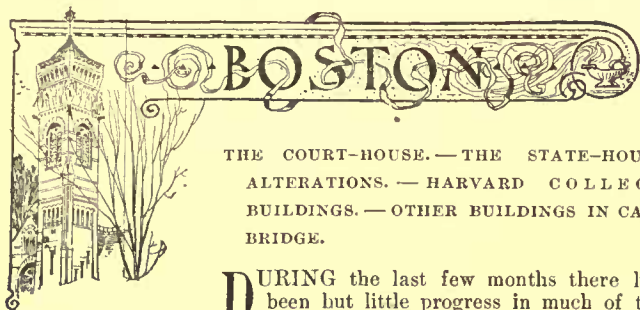 BOSTON
THE COURT-HOUSE. — THE STATE-HOU
ALTERATIONS. — HARVARD COLLEG
BUILDINGS. — OTHER BUILDINGS IN CA
BRIDGE.
DURING the last few months there h
been but little progress in much of t